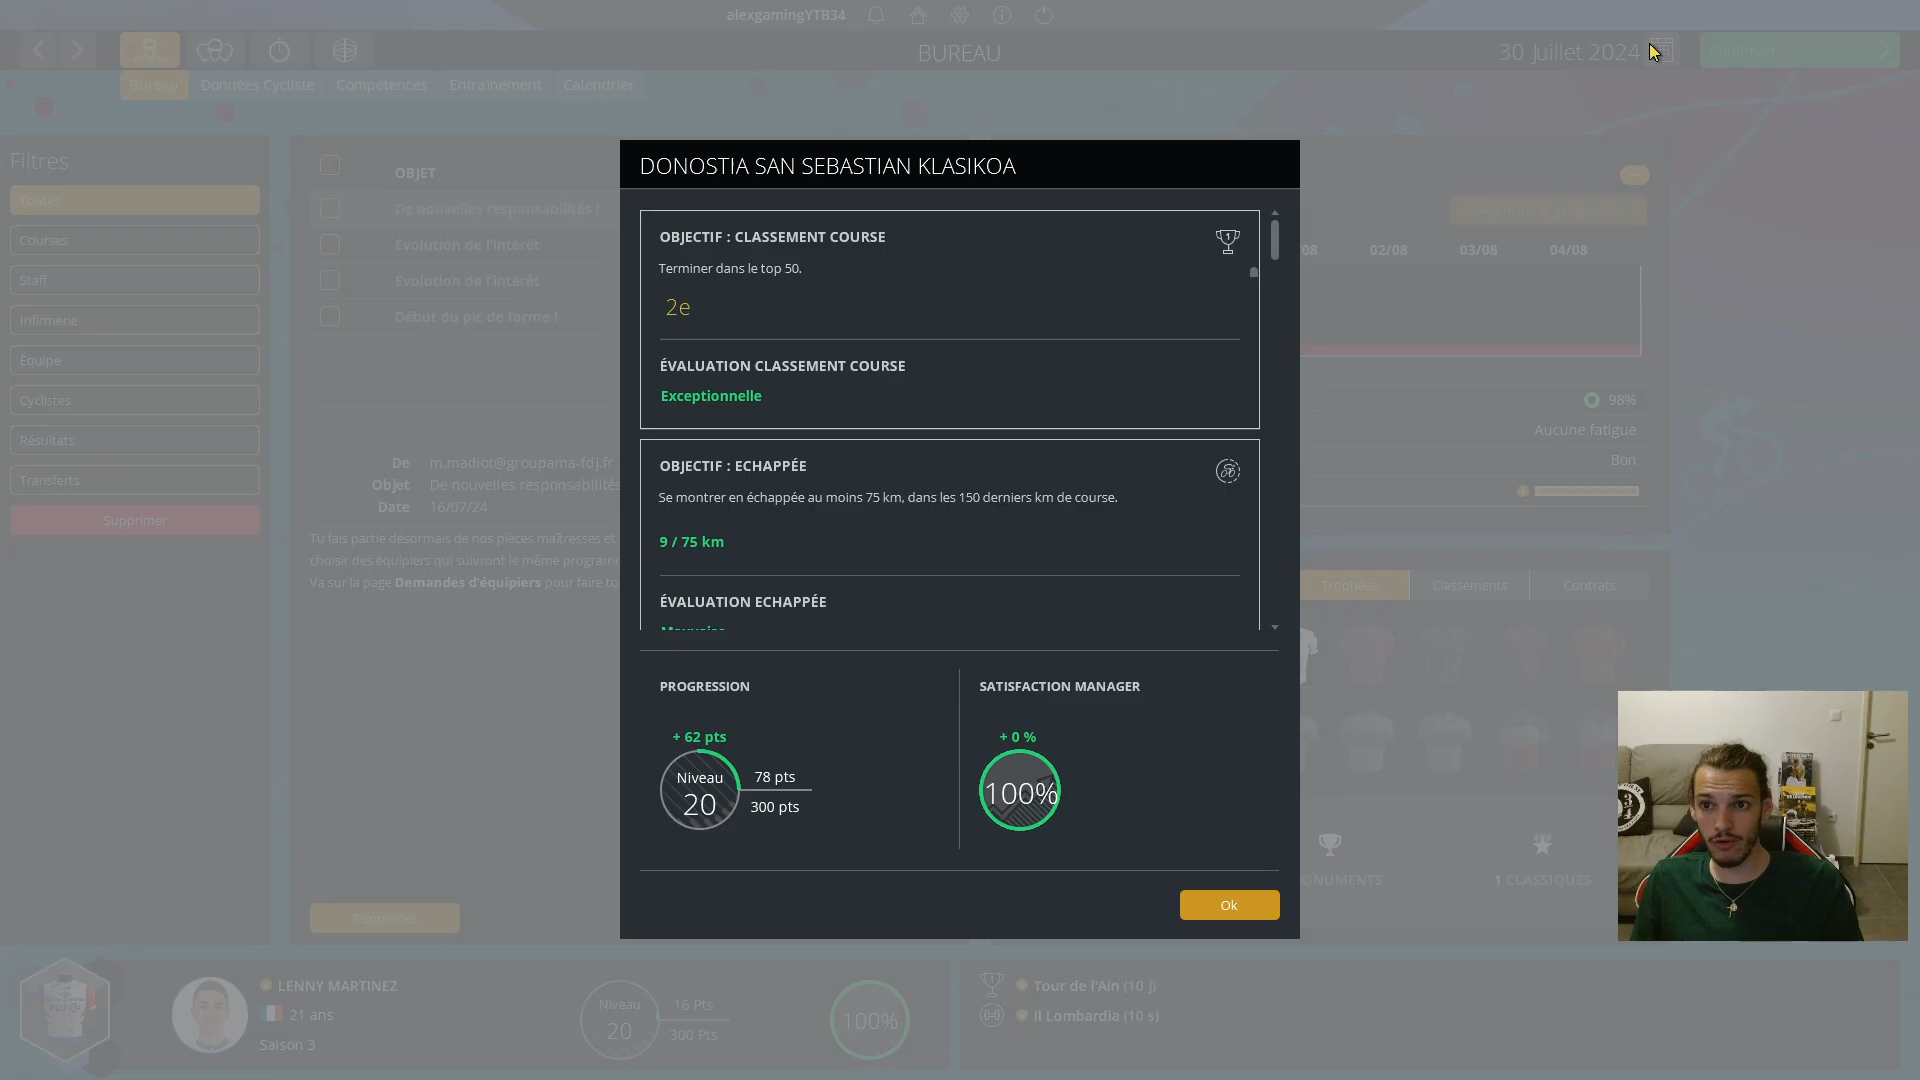 alexgamingYTB34
BUREAU
30 Juillet 2024
Continuer
Bureau
Données Cycliste
Compétences
Entraînement
Calendrier
Filtres
Toutes
Courses
Staff
Infirmerie
Equipe
Cyclistes
Résultats
Transferts
Supprimer
OBJET
De nouvelles responsabilités !
Evolution de l'intérêt
Evolution de l'intérêt
Début du pic de forme !
De m.madiot@groupama-fdj.fr
Objet De nouvelles responsabilités
Date 16/07/24
Tu fais partie désormais de nos pièces maîtresses et
choisir des équipiers qui suivront le même
Va sur la page Demandes d'équipiers pour faire
Supprimer
DONOSTIA SAN SEBASTIAN KLASIKOA
OBJECTIF : CLASSEMENT COURSE
1
Terminer dans le top 50.
2e
ÉVALUATION CLASSEMENT COURSE
Exceptionnelle
OBJECTIF : ECHAPPÉE
Se montrer en échappée au moins 75 km, dans les 150 derniers km de course.
9 / 75 km
ÉVALUATION ECHAPPÉE
PROGRESSION
+ 62 pts
Niveau
20
78 pts
300 pts
SATISFACTION MANAGER
+ 0 %
100%
Ok
/08
02/08
03/08
04/08
98%
Aucune fatigue
Bon
Trophées
Classements
Contrats
1 CLASSIQUES
LENNY MARTINEZ
21 ans
Saison 3
Niveau
20
16 Pts
300 Pts
100%
Tour de l'Ain (10 j)
Il Lombardia (10 s)